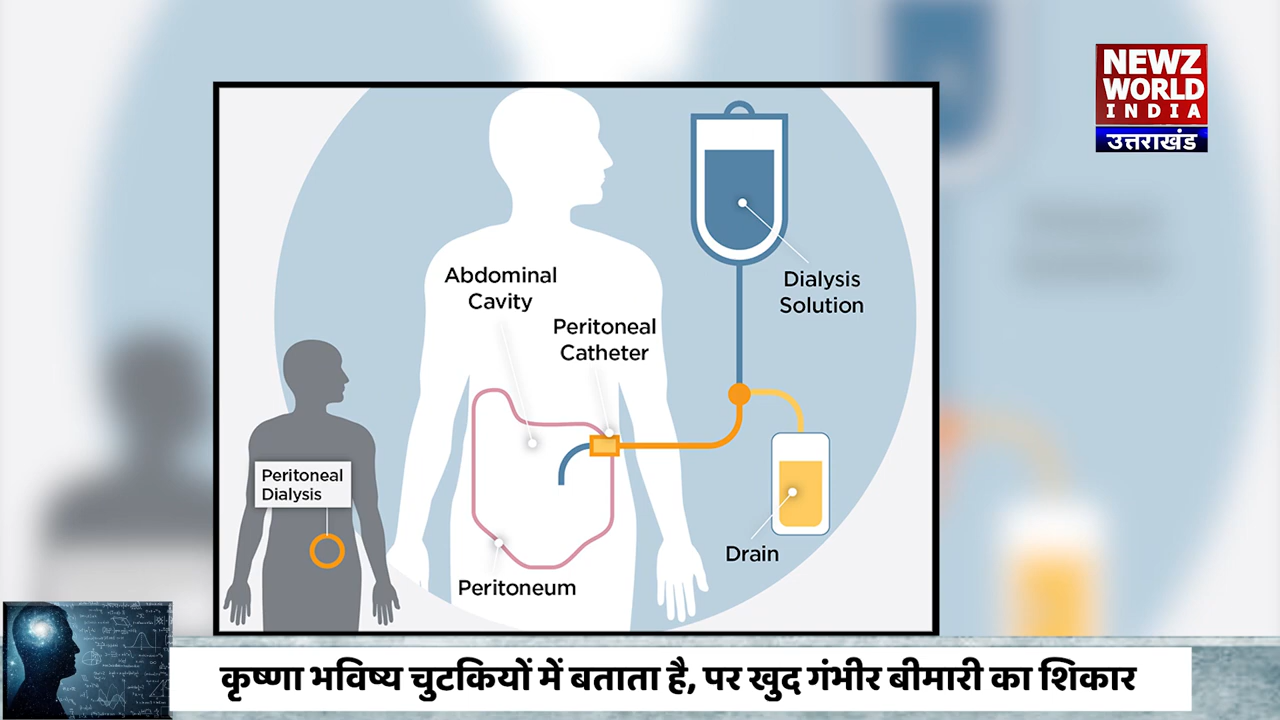 NEWZ
WORLD
INDIA
उत्तराखंड
Abdominal
Cavity
Peritoneal
Catheter
Dialysis
Solution
Peritoneal
Dialysis
Drain
Peritoneum
कृष्णा भविष्य चुटकियों में बताता है, पर खुद गंभीर बीमारी का शिकार